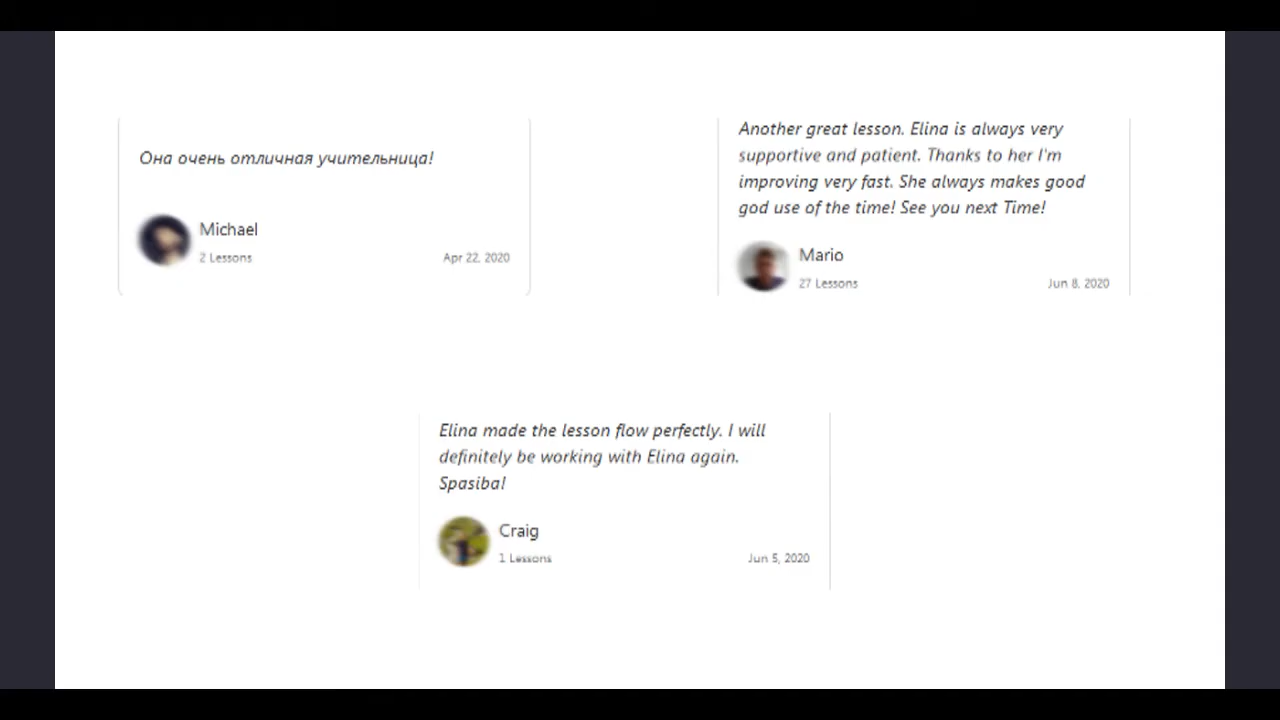 Она очень отличная учительница!
Michael
2 Lessons
Apr 22, 2020
Another great lesson. Elina is always very
supportive and patient. Thanks to her I'm
improving very fast. She always makes good
god use of the time! See you next Time!
Mario
27 Lessons
Jun 8, 2020
Elina made the lesson flow perfectly. I will
definitely be working with Elina again.
Spasiba!
Craig
1 Lessons
Jun 5, 2020